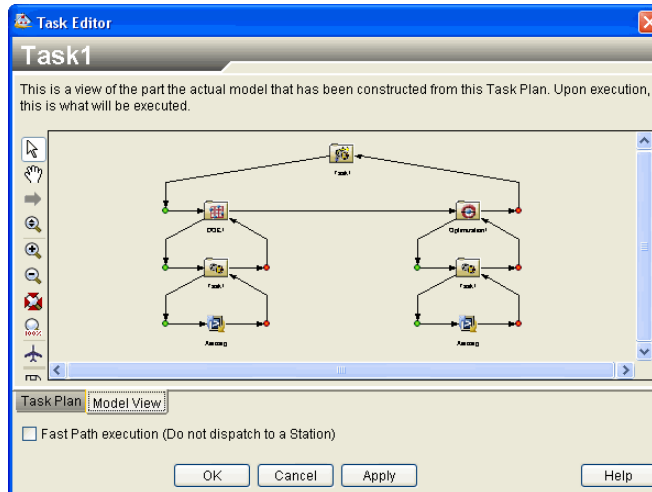 Task Editor
Task1
This is a view of the part the actual model that has been constructed from this Task Plan. Upon execution,
this is what will be executed.
Task1
DOE1
Optimization1
Task1
Task1
100%
Task Plan
Model View
Fast Path execution (Do not dispatch to a Station)
OK
Cancel
Apply
Help